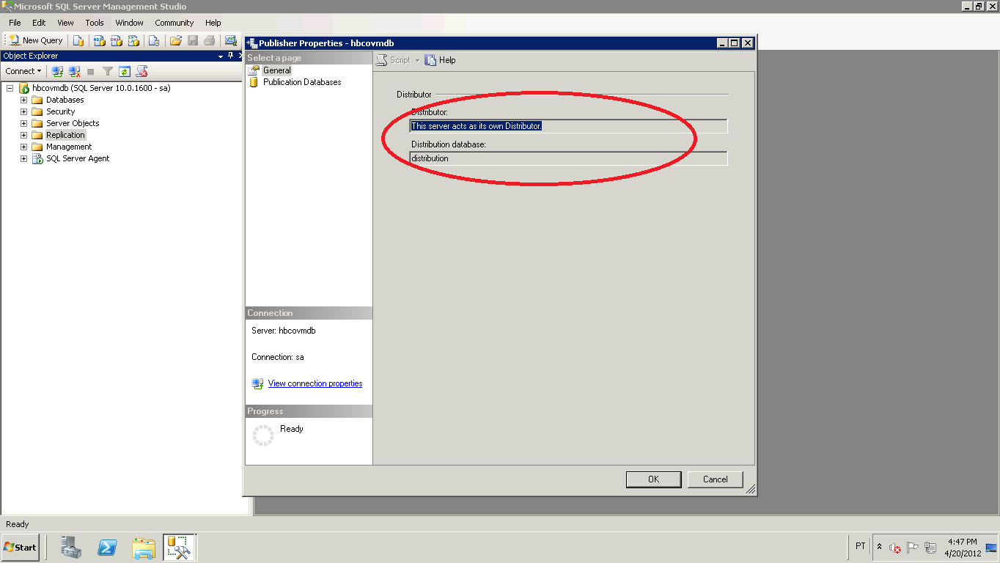 Microsoft SQL Server Management Studio
File Edit View Tools Window Community Help
New Query
Object Explorer
Connect
hbcovmdb (SQL Server 10.0.1600 - sa)
Databases
Security
Server Objects
Replication
Management
SQL Server Agent
Publisher Properties - hbcovmdb
Select a page
General
Publication Databases
Script Help
Distributor
Distributor:
This server acts as its own Distributor.
Distribution database:
distribution
Connection
Server: hbcovmdb
Connection: sa
View connection properties
Progress
Ready
OK Cancel
Ready
Start
PT
4:47 PM
4/20/2012